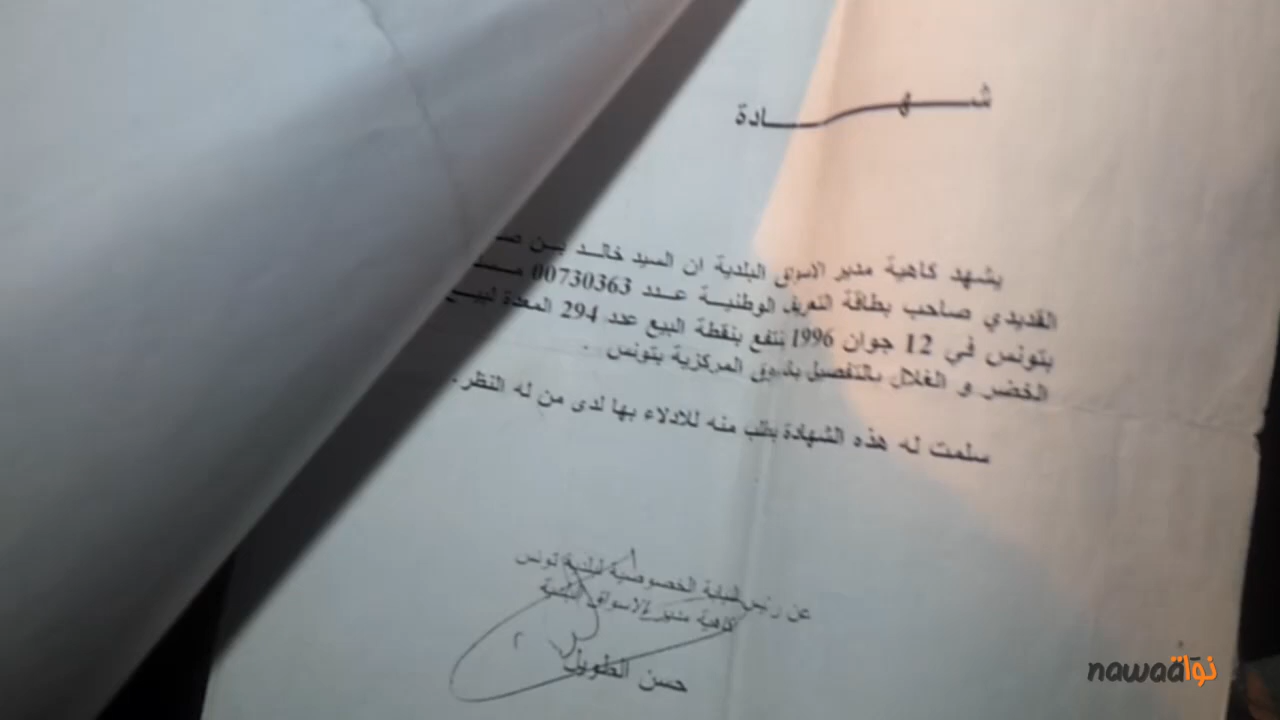 شهادة
يشهد كاهية مدير الاسواق البلدية ان السيد خالد بن
القديدي صاحب بطاقة التعريف الوطنية عدد 00730363
بتونس في 12 جوان 1996 ينتفع بنقطة البيع عدد 294 المعدة لبيع
الخضر و الغلال بالتفصيل بالسوق المركزية بتونس .
سلمت له هذه الشهادة بطلب منه للادلاء بها لدى من له النظر.
عن رئيس النيابة الخصوصية لبلدية تونس
كاهية مدير الاسواق البلدية
حسن الطويل
nawaat نواة